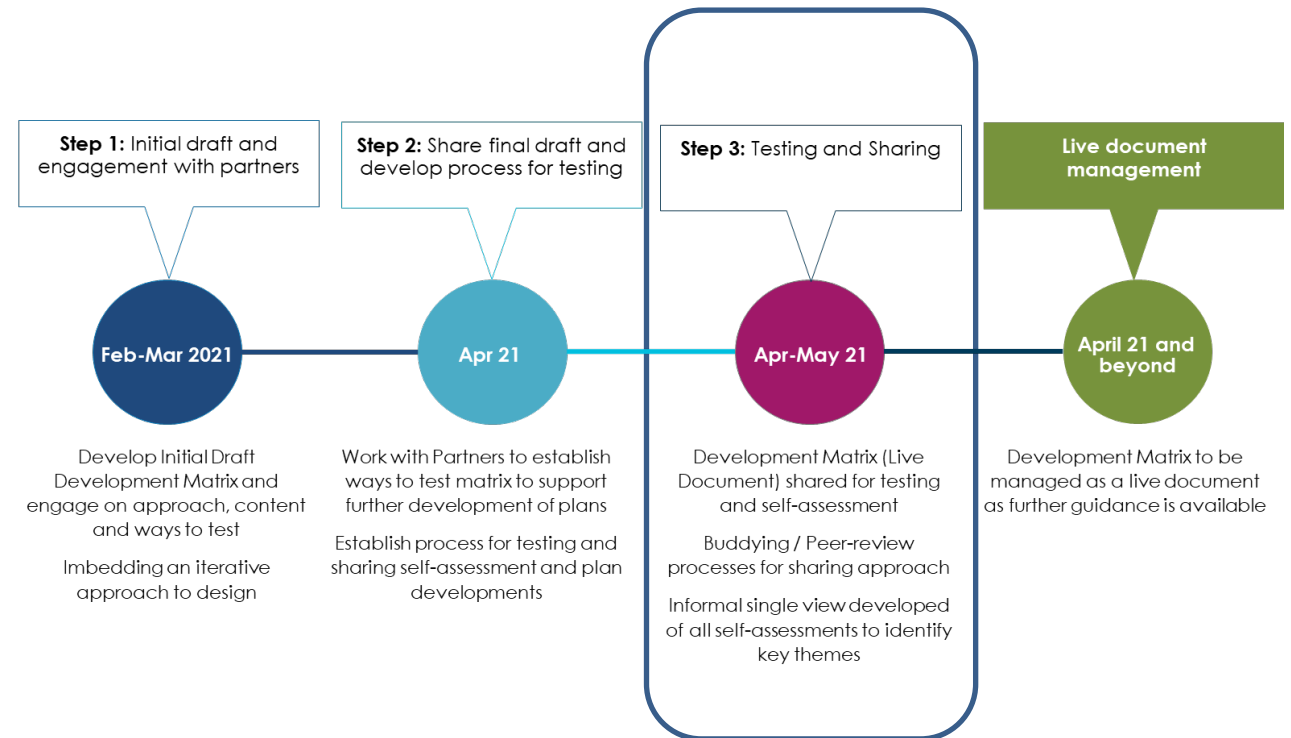 Step 1: Initial draft and
engagement with partners
Step 2: Share final draft and
develop process for testing
Step 3: Testing and Sharing
Live document
management
Feb-Mar 2021
Apr 21
Apr-May 21
April 21 and
beyond
Develop Initial Draft
Development Matrix and
engage on approach, content
and ways to test
Imbedding an iterative
approach to design
Work with Partners to establish
ways to test matrix to support
further development of plans
Establish process for testing and
sharing self-assessment and plan
developments
Development Matrix (Live
Document) shared for testing
and self-assessment
Buddying / Peer-review
processes for sharing approach
Informal single view developed
of all self-assessments to identify
key themes
Development Matrix to be
managed as a live document
as further guidance is available